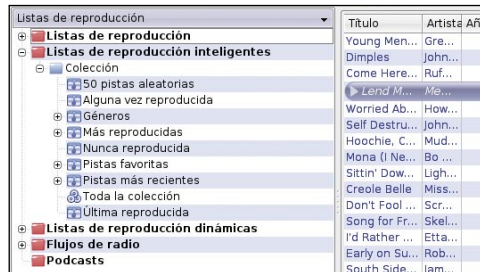 Listas de reproducción
Listas de reproducción
Listas de reproducción inteligentes
Colección
50 pistas aleatorias
Alguna vez reproducida
Géneros
Más reproducidas
Nunca reproducida
Pistas favoritas
Pistas más recientes
Toda la colección
Última reproducida
Listas de reproducción dinámicas
Flujos de radio
Podcasts
Título Artista Añ
Young Men... Gre...
Dimples John...
Come Here... Ruf...
Lend M... Me...
Worried Ab... How...
Self Destru... John...
Hoochie, C... Mud...
Mona (I Ne... Bo ...
Sittin' Dow... Ligh...
Creole Belle Miss...
Don't Fool ... Scr...
Song for Fr... Skel...
I'd Rather ... Etta...
Early on Su... Rob...
South Side... Jam...